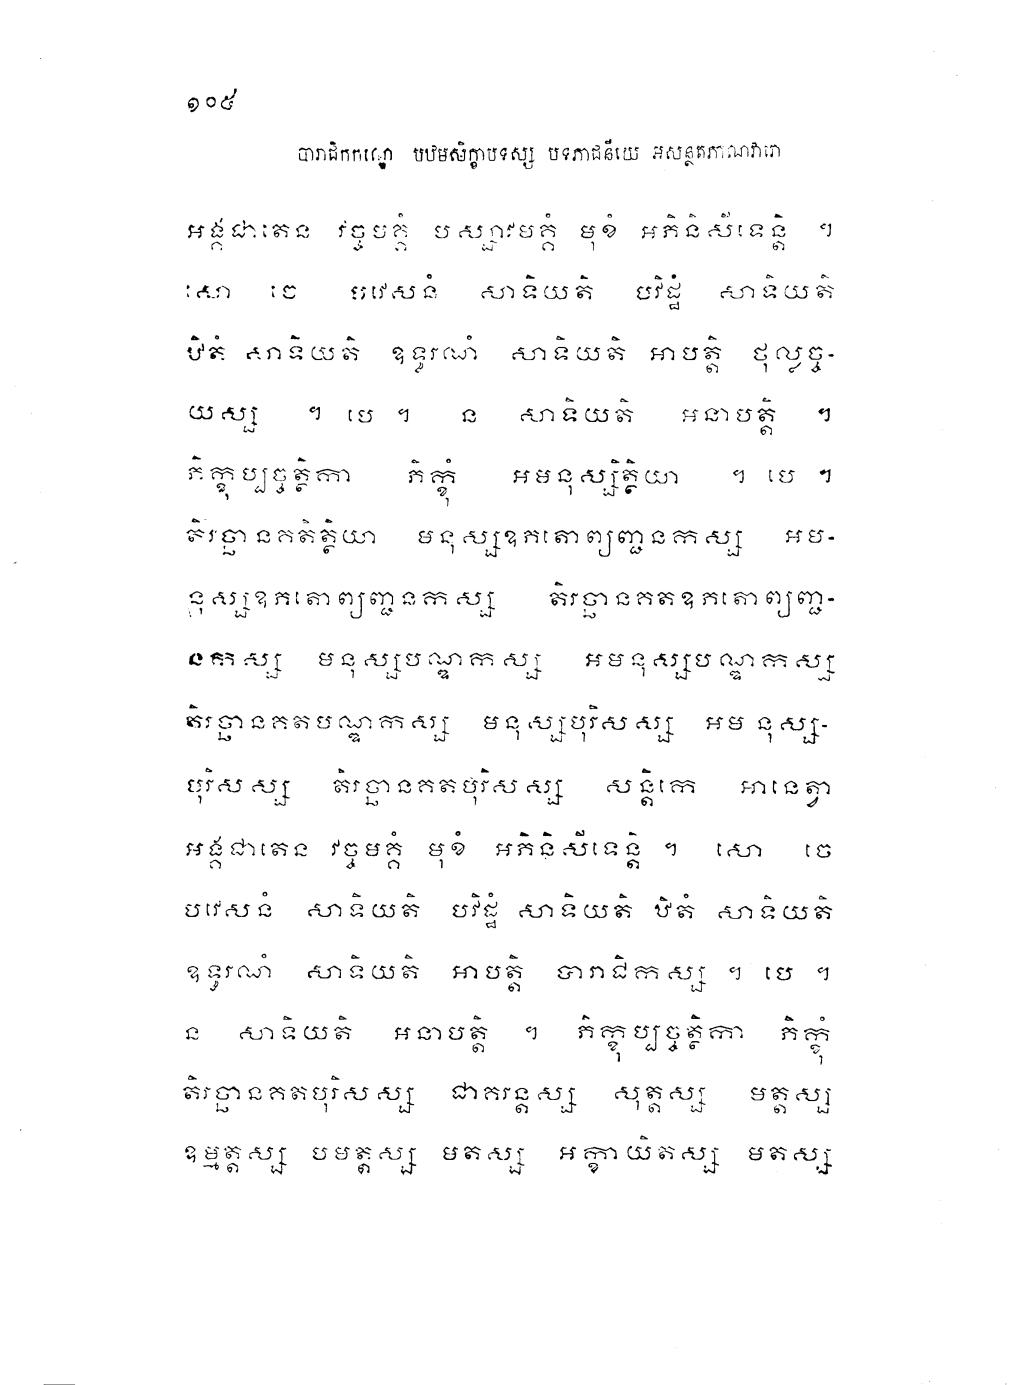 ១០៥
បារាជិកកណ្ឌេ បឋមសិក្ខាបទស្ស បទភាជនីយេ អសន្ថតភាណវារោ
អង្គជាតេន វច្ចមគ្គំ បស្សាវមគ្គំ មុខំ អភិនិសីទេន្តិ ។
សោ ចេ បវេសនំ សាទិយតិ បវិដ្ឋំ សាទិយតិ
ឋិតំ សាទិយតិ ឧទ្ធរណំ សាទិយតិ អាបត្តិ ថុល្លច្ច-
យស្ស ។ បេ ។ ន សាទិយតិ អនាបត្តិ ។
ភិក្ខុប្បច្ចត្ថិកា ភិក្ខុំ អមនុស្សិត្ថិយា ។ បេ ។
តិរច្ឆានគតិត្ថិយា មនុស្សឧភតោព្យញ្ជនកស្ស អម-
នុស្សឧភតោព្យញ្ជនកស្ស តិរច្ឆានគតឧភតោព្យញ្ជ-
នកស្ស មនុស្សបណ្ឌកស្ស អមនុស្សបណ្ឌកស្ស
តិរច្ឆានគតបណ្ឌកស្ស មនុស្សបុរិសស្ស អមនុស្ស-
បុរិសស្ស តិរច្ឆានគតបុរិសស្ស សន្តិកេ អានេត្វា
អង្គជាតេន វច្ចមគ្គំ មុខំ អភិនិសីទេន្តិ ។ សោ ចេ
បវេសនំ សាទិយតិ បវិដ្ឋំ សាទិយតិ ឋិតំ សាទិយតិ
ឧទ្ធរណំ សាទិយតិ អាបត្តិ បារាជិកស្ស ។ បេ ។
ន សាទិយតិ អនាបត្តិ ។ ភិក្ខុប្បច្ចត្ថិកា ភិក្ខុំ
តិរច្ឆានគតបុរិសស្ស ជាគរន្តស្ស សុត្តស្ស មត្តស្ស
ឧម្មត្តស្ស បមត្តស្ស មតស្ស អក្ខាយិតស្ស មតស្ស